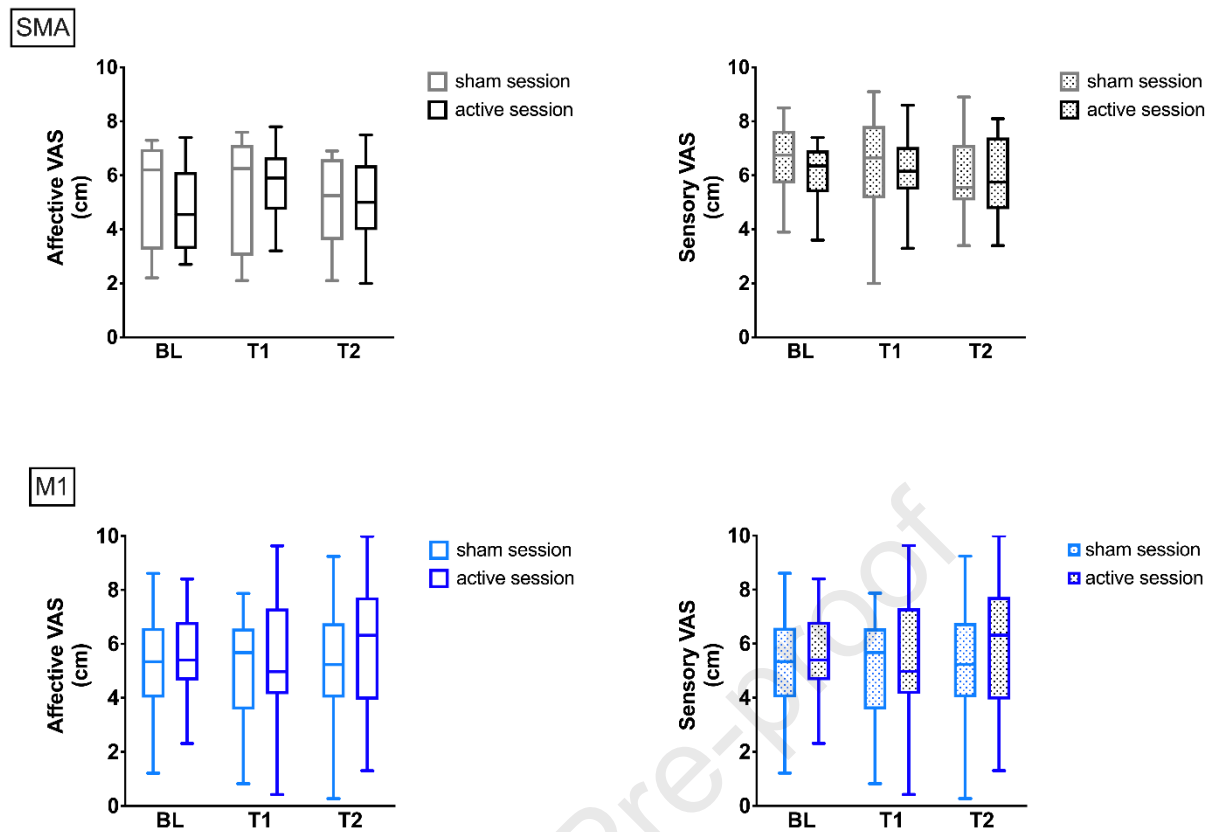 SMA
Affective VAS
(cm)
10
8
6
4
2
0
BL T1 T2
sham session
active session
Sensory VAS
(cm)
10
8
6
4
2
0
BL T1 T2
sham session
active session
M1
Affective VAS
(cm)
10
8
6
4
2
0
BL T1 T2
sham session
active session
Sensory VAS
(cm)
10
8
6
4
2
0
BL T1 T2
sham session
active session
Pre-proof